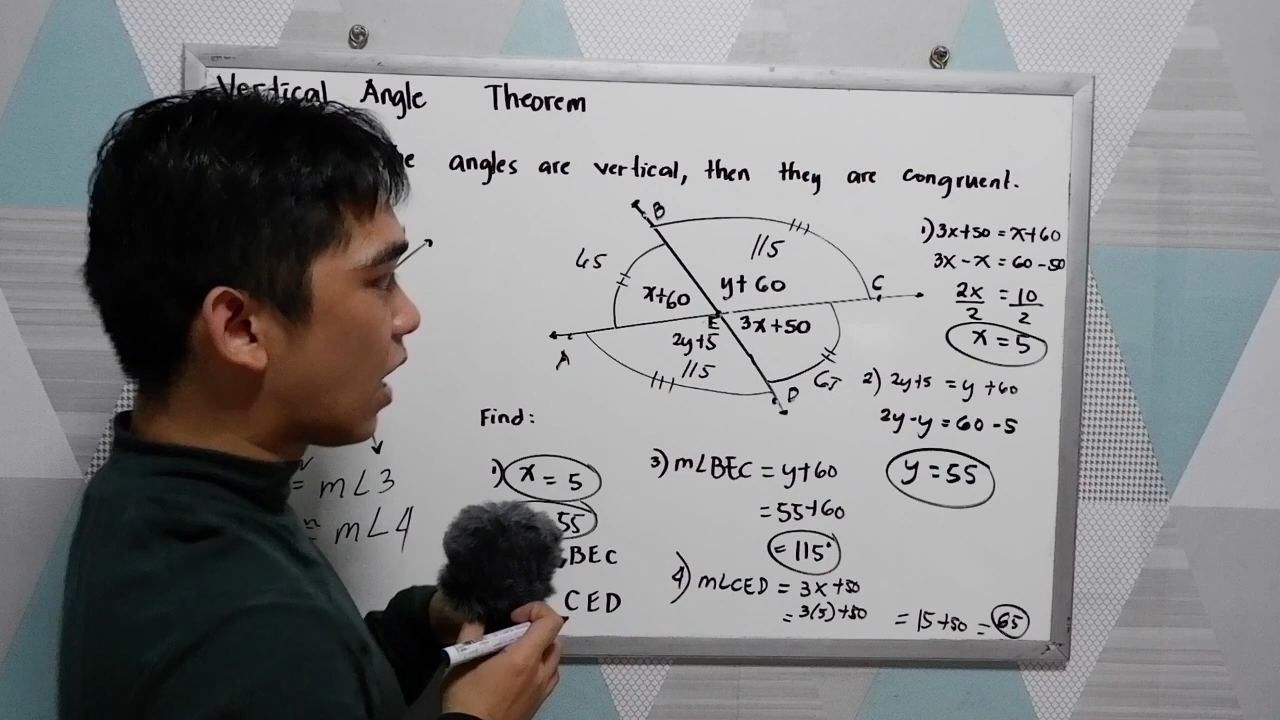 Vertical Angle Theorem
angles are vertical, then they are congruent.
B
115
65
C
y+60
x+60
E
3x+50
2y+5
A
115
65
D
1) 3x+50 = x+60
3x-x = 60-50
2x = 10
2 2
x = 5
2) 2y+5 = y+60
2y-y = 60-5
y = 55
Find:
1) x = 5
55
BEC
CED
3) m∠BEC = y+60
= 55+60
= 115°
4) m∠CED = 3x+50
= 3(5)+50 = 15+50 = 65
= m∠3
m∠4